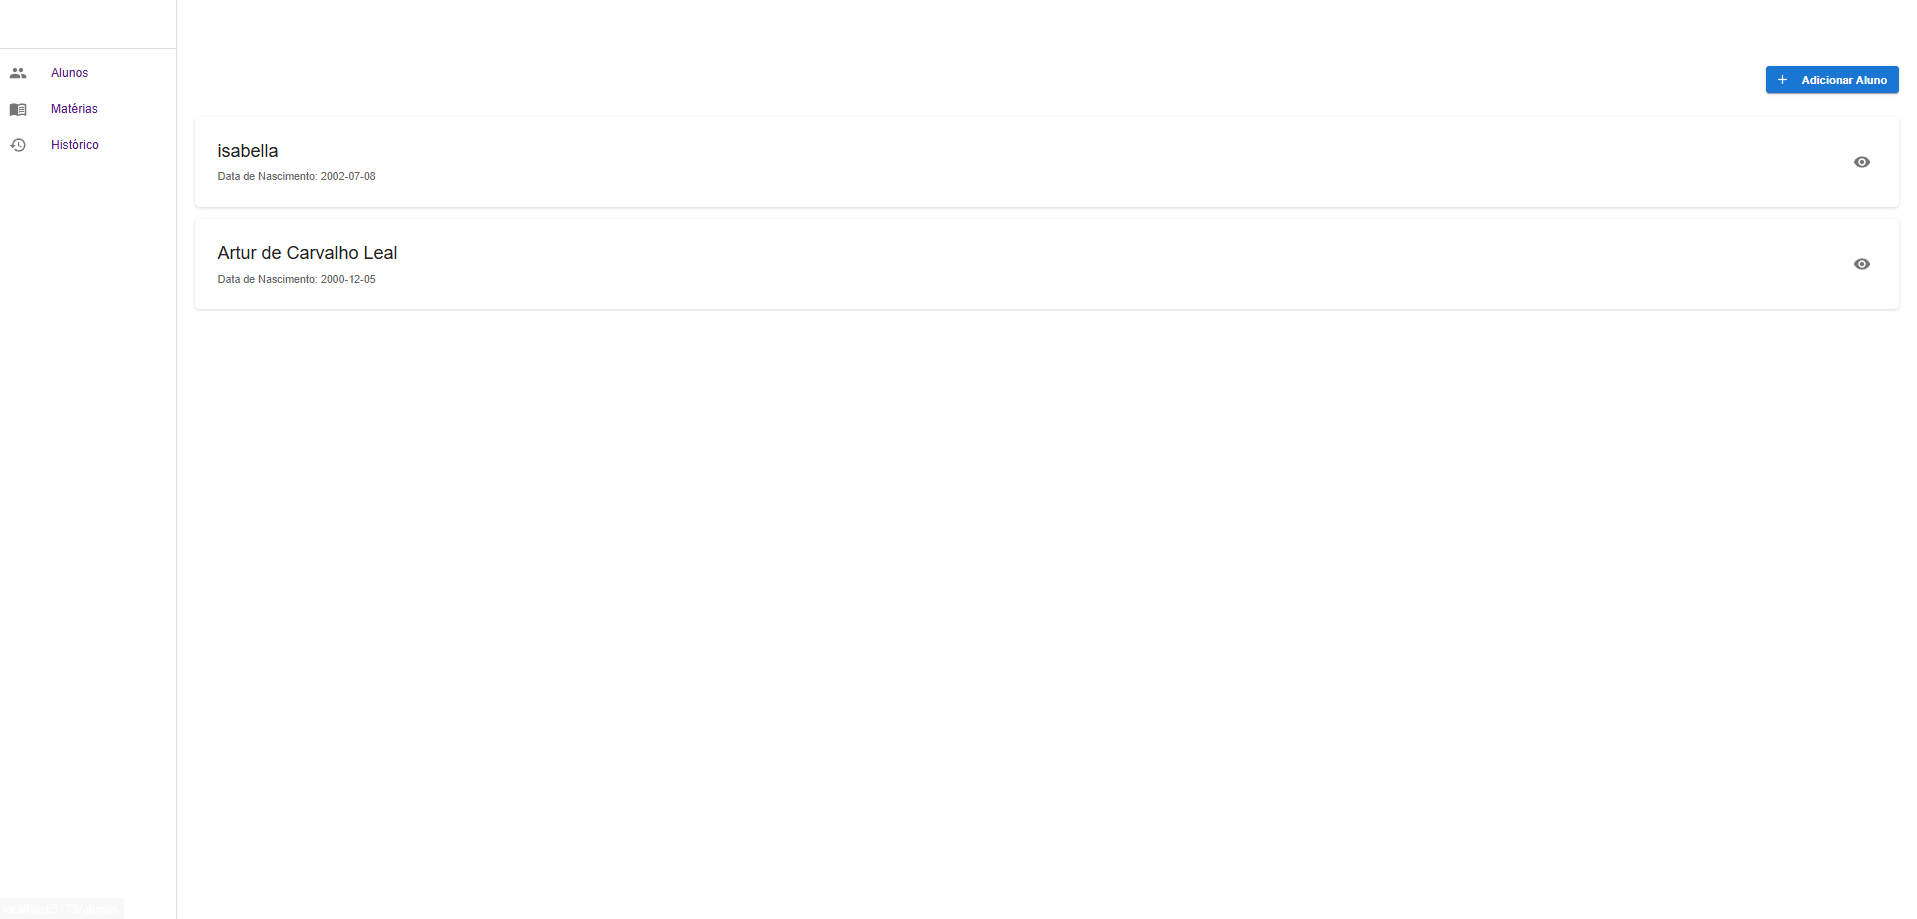 Alunos
Matérias
Histórico
Adicionar Aluno
isabella
Data de Nascimento: 2002-07-08
Artur de Carvalho Leal
Data de Nascimento: 2000-12-05